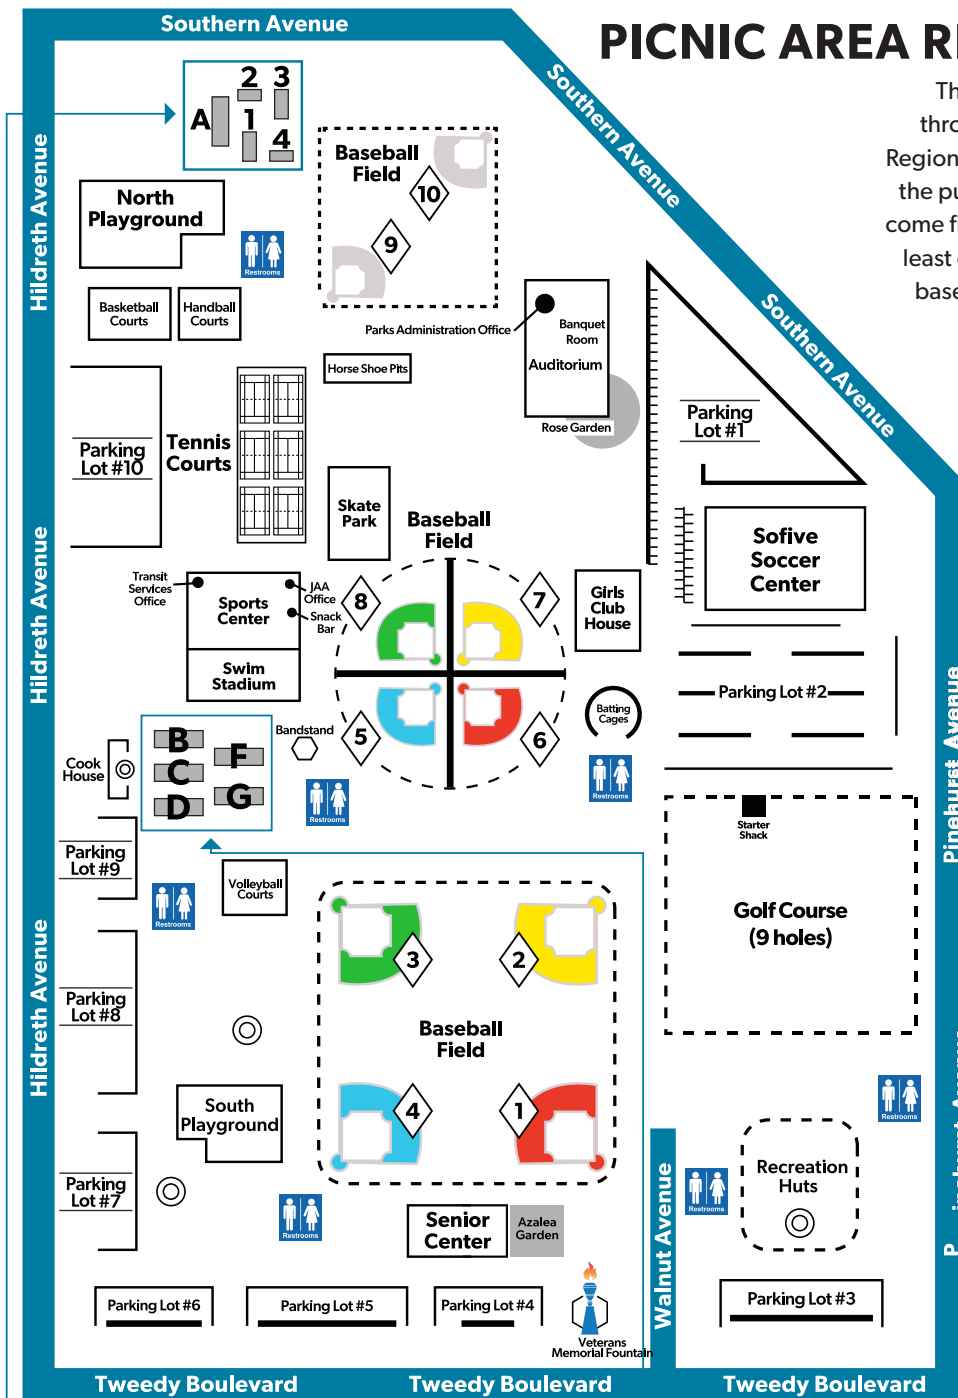 Southern Avenue
PICNIC AREA
Southern Avenue
Th
thro
Region
the pu
come f
least
base
2 3
A 1
4
Hildreth Avenue
North
Playground
Restrooms
Baseball
Field
10
9
Basketball
Courts
Handball
Courts
Parks Administration Office
Banquet
Room
Auditorium
Rose Garden
Southern Avenue
Horse Shoe Pits
Parking
Lot #10
Tennis
Courts
Parking
Lot #1
Skate
Park
Baseball
Field
Hildreth Avenue
Sofive
Soccer
Center
Transit
Services
Office
Sports
Center
JAA
Office
Snack
Bar
8
7
Girls
Club
House
Swim
Stadium
Parking Lot #2
Pinehurst Avenue
5
6
Batting
Cages
Bandstand
B
C
D
F
G
Cook
House
Restrooms
Restrooms
Starter
Shack
Parking
Lot #9
Volleyball
Courts
Restrooms
Golf Course
(9 holes)
3
2
Hildreth Avenue
Parking
Lot #8
Baseball
Field
South
Playground
4
1
Restrooms
Parking
Lot #7
Restrooms
Senior
Center
Azalea
Garden
Walnut Avenue
Restrooms
Recreation
Huts
Parking Lot #6
Parking Lot #5
Parking Lot #4
Veterans
Memorial Fountain
Parking Lot #3
Tweedy Boulevard
Tweedy Boulevard
Tweedy Boulevard